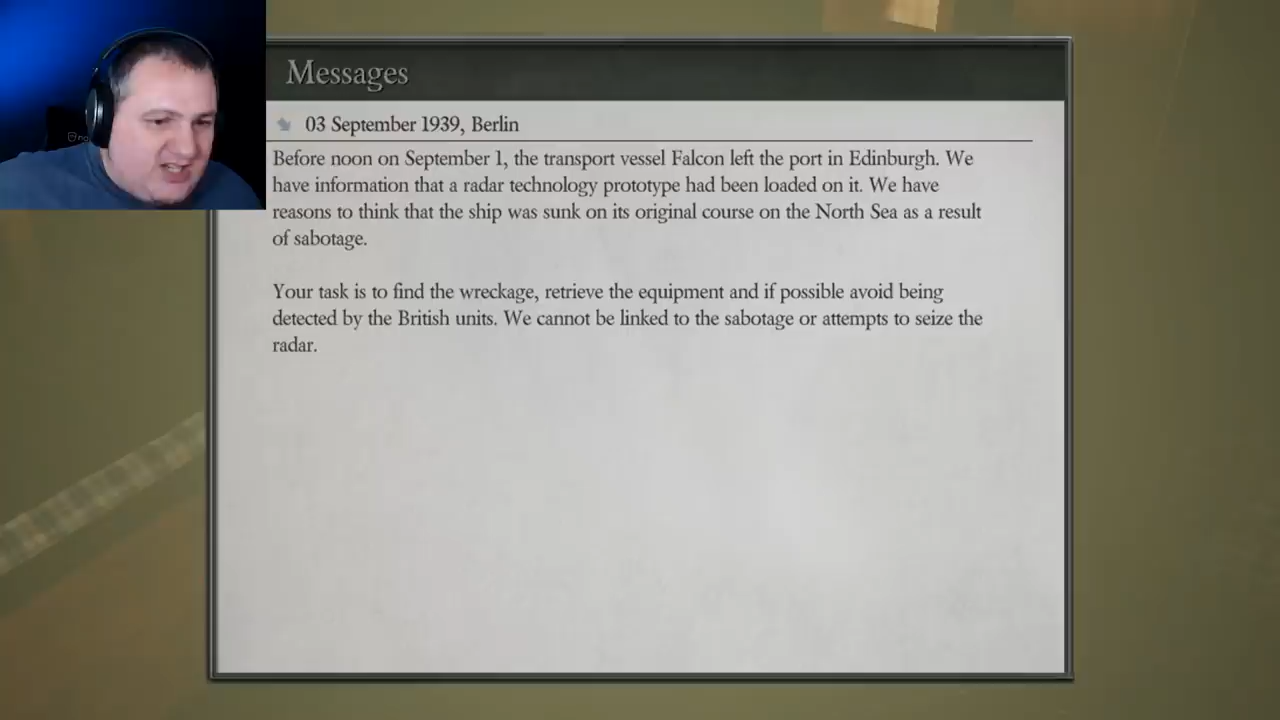 Messages
03 September 1939, Berlin
Before noon on September 1, the transport vessel Falcon left the port in Edinburgh. We
have information that a radar technology prototype had been loaded on it. We have
reasons to think that the ship was sunk on its original course on the North Sea as a result
of sabotage.
Your task is to find the wreckage, retrieve the equipment and if possible avoid being
detected by the British units. We cannot be linked to the sabotage or attempts to seize the
radar.